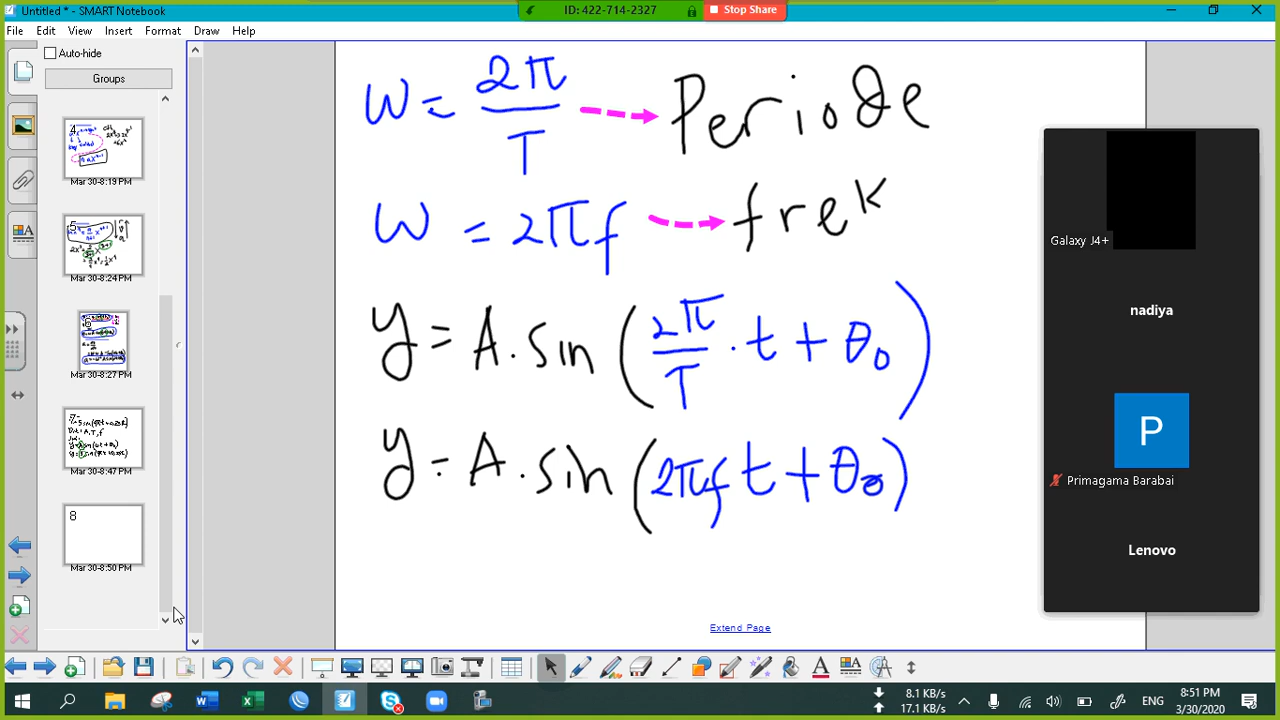 Untitled * - SMART Notebook
ID: 422-714-2327
Stop Share
File Edit View Insert Format Draw Help
Auto-hide
Groups
Mar 30-8:19 PM
Mar 30-8:24 PM
Mar 30-8:27 PM
Mar 30-8:47 PM
8
Mar 30-8:50 PM
W = 2π/T Periode
W = 2πf frek
y = A . sin (2π/T . t + θ0)
y = A . sin (2πf t + θ0)
Extend Page
Galaxy J4+
nadiya
P
Primagama Barabai
Lenovo
8.1 KB/s
17.1 KB/s
ENG
8:51 PM
3/30/2020